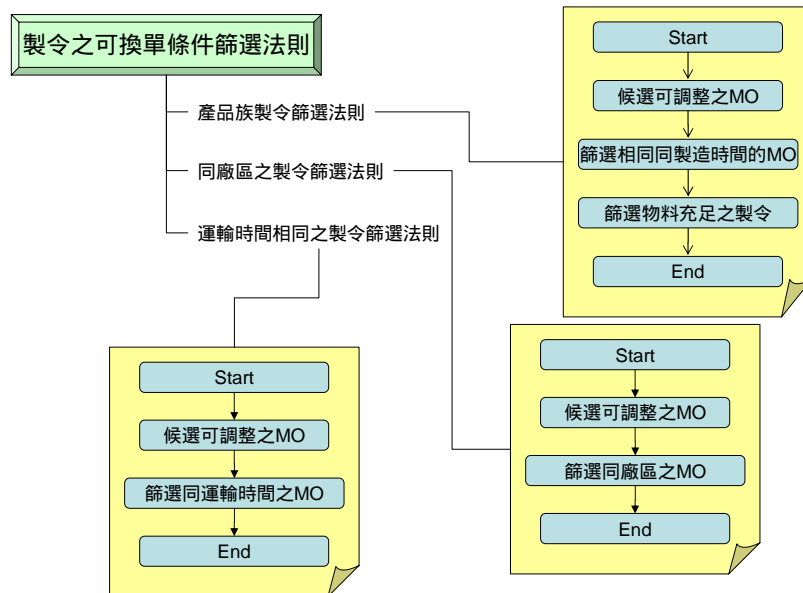 製令之可換單條件篩選法則
產品族製令篩選法則
同廠區之製令篩選法則
運輸時間相同之製令篩選法則
Start
候選可調整之MO
篩選相同同製造時間的MO
篩選物料充足之製令
End
Start
候選可調整之MO
篩選同廠區之MO
End
Start
候選可調整之MO
篩選同運輸時間之MO
End